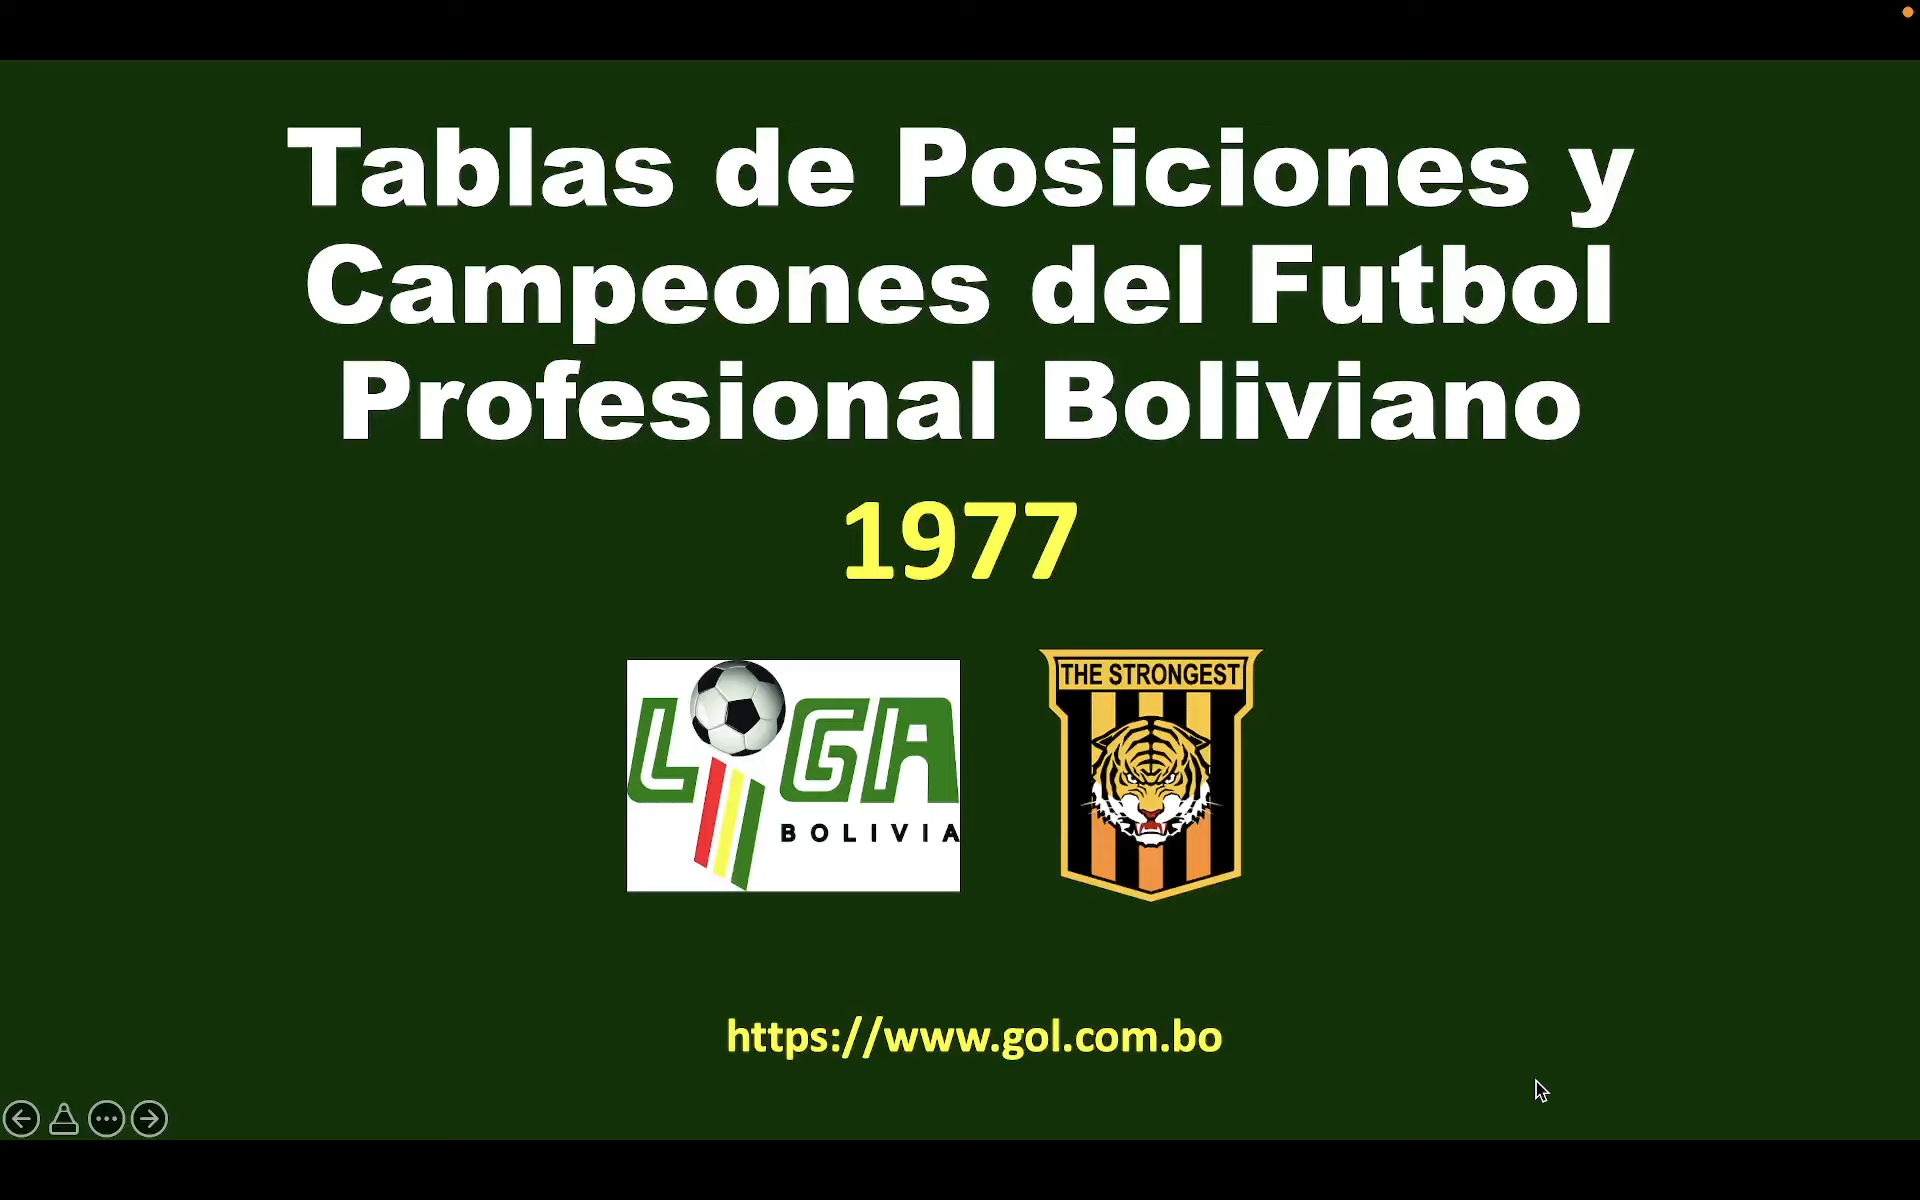 Tablas de Posiciones y
Campeones del Futbol
Profesional Boliviano
1977
LIGA
BOLIVIA
THE STRONGEST
https://www.gol.com.bo